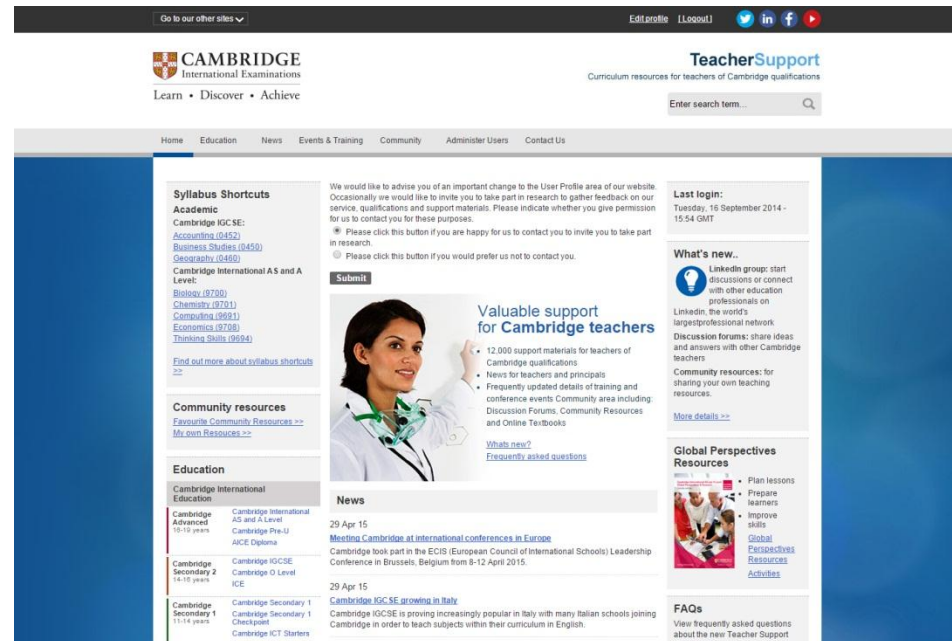 Go to our other sites
Edit profile [Logout]
CAMBRIDGE
International Examinations
Learn • Discover • Achieve
TeacherSupport
Curriculum resources for teachers of Cambridge qualifications
Enter search term...
Home Education News Events & Training Community Administer Users Contact Us
Syllabus Shortcuts
Academic
Cambridge IGCSE:
Accounting (0452)
Business Studies (0450)
Geography (0460)
Cambridge International AS and A
Level:
Biology (9700)
Chemistry (9701)
Computing (9691)
Economics (9708)
Thinking Skills (9694)
Find out more about syllabus shortcuts
>>
Community resources
Favourite Community Resources >>
My own Resouces >>
Education
Cambridge International
Education
Cambridge
Advanced
16-19 years
Cambridge International
AS and A Level
Cambridge Pre-U
AICE Diploma
Cambridge
Secondary 2
14-16 years
Cambridge IGCSE
Cambridge O Level
ICE
Cambridge
Secondary 1
11-14 years
Cambridge Secondary 1
Cambridge Secondary 1
Checkpoint
Cambridge ICT Starters
We would like to advise you of an important change to the User Profile area of our website.
Occasionally we would like to invite you to take part in research to gather feedback on our
service, qualifications and support materials. Please indicate whether you give permission
for us to contact you for these purposes.
Please click this button if you are happy for us to contact you to invite you to take part
in research.
Please click this button if you would prefer us not to contact you.
Submit
Valuable support
for Cambridge teachers
• 12,000 support materials for teachers of
Cambridge qualifications
• News for teachers and principals
• Frequently updated details of training and
conference events Community area including:
Discussion Forums, Community Resources
and Online Textbooks
Whats new?
Frequently asked questions
News
29 Apr 15
Meeting Cambridge at international conferences in Europe
Cambridge took part in the ECIS (European Council of International Schools) Leadership
Conference in Brussels, Belgium from 8-12 April 2015.
29 Apr 15
Cambridge IGCSE growing in Italy
Cambridge IGCSE is proving increasingly popular in Italy with many Italian schools joining
Cambridge in order to teach subjects within their curriculum in English.
Last login:
Tuesday, 16 September 2014 -
15:54 GMT
What's new..
LinkedIn group: start
discussions or connect
with other education
professionals on
Linkedin, the world's
largestprofessional network
Discussion forums: share ideas
and answers with other Cambridge
teachers
Community resources: for
sharing your own teaching
resources.
More details >>
Global Perspectives
Resources
• Plan lessons
• Prepare
learners
• Improve
skills
Global
Perspectives
Resources
Activities
FAQs
View frequently asked questions
about the new Teacher Support